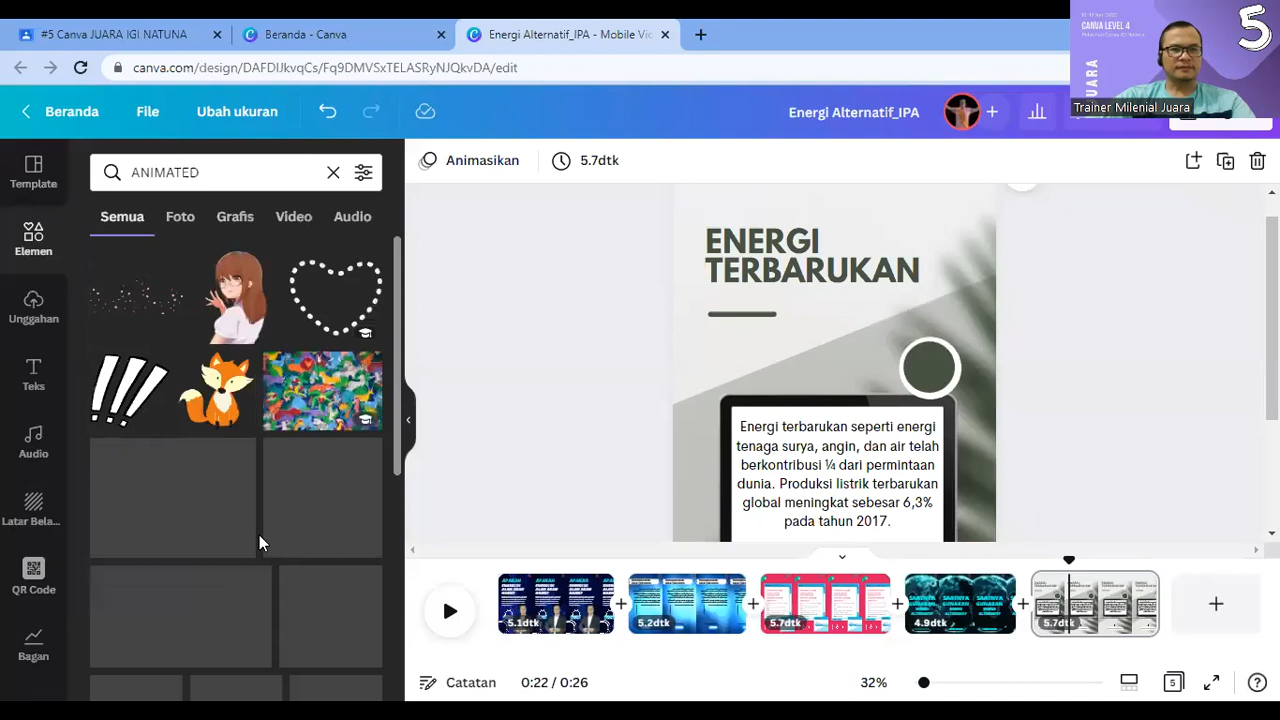 #5 Canva JUARA IGI NATUNA
Beranda - Canva
Energi Alternatif_IPA - Mobile Vid
canva.com/design/DAFDlJkvqCs/Fq9DMVSxTELASRyNJQkvDA/edit
CANVA LEVEL 4
5
Trainer Milenial Juara
Beranda
File
Ubah ukuran
Energi Alternatif_IPA
Template
Elemen
Unggahan
Teks
Audio
Latar Bela...
QR Code
Bagan
ANIMATED
Semua
Foto
Grafis
Video
Audio
Animasikan
5.7dtk
ENERGI
TERBARUKAN
Energi terbarukan seperti energi
tenaga surya, angin, dan air telah
berkontribusi ¼ dari permintaan
dunia. Produksi listrik terbarukan
global meningkat sebesar 6,3%
pada tahun 2017.
5.1dtk
5.2dtk
5.7dtk
4.9dtk
5.7dtk
Catatan
0:22 / 0:26
32%
5